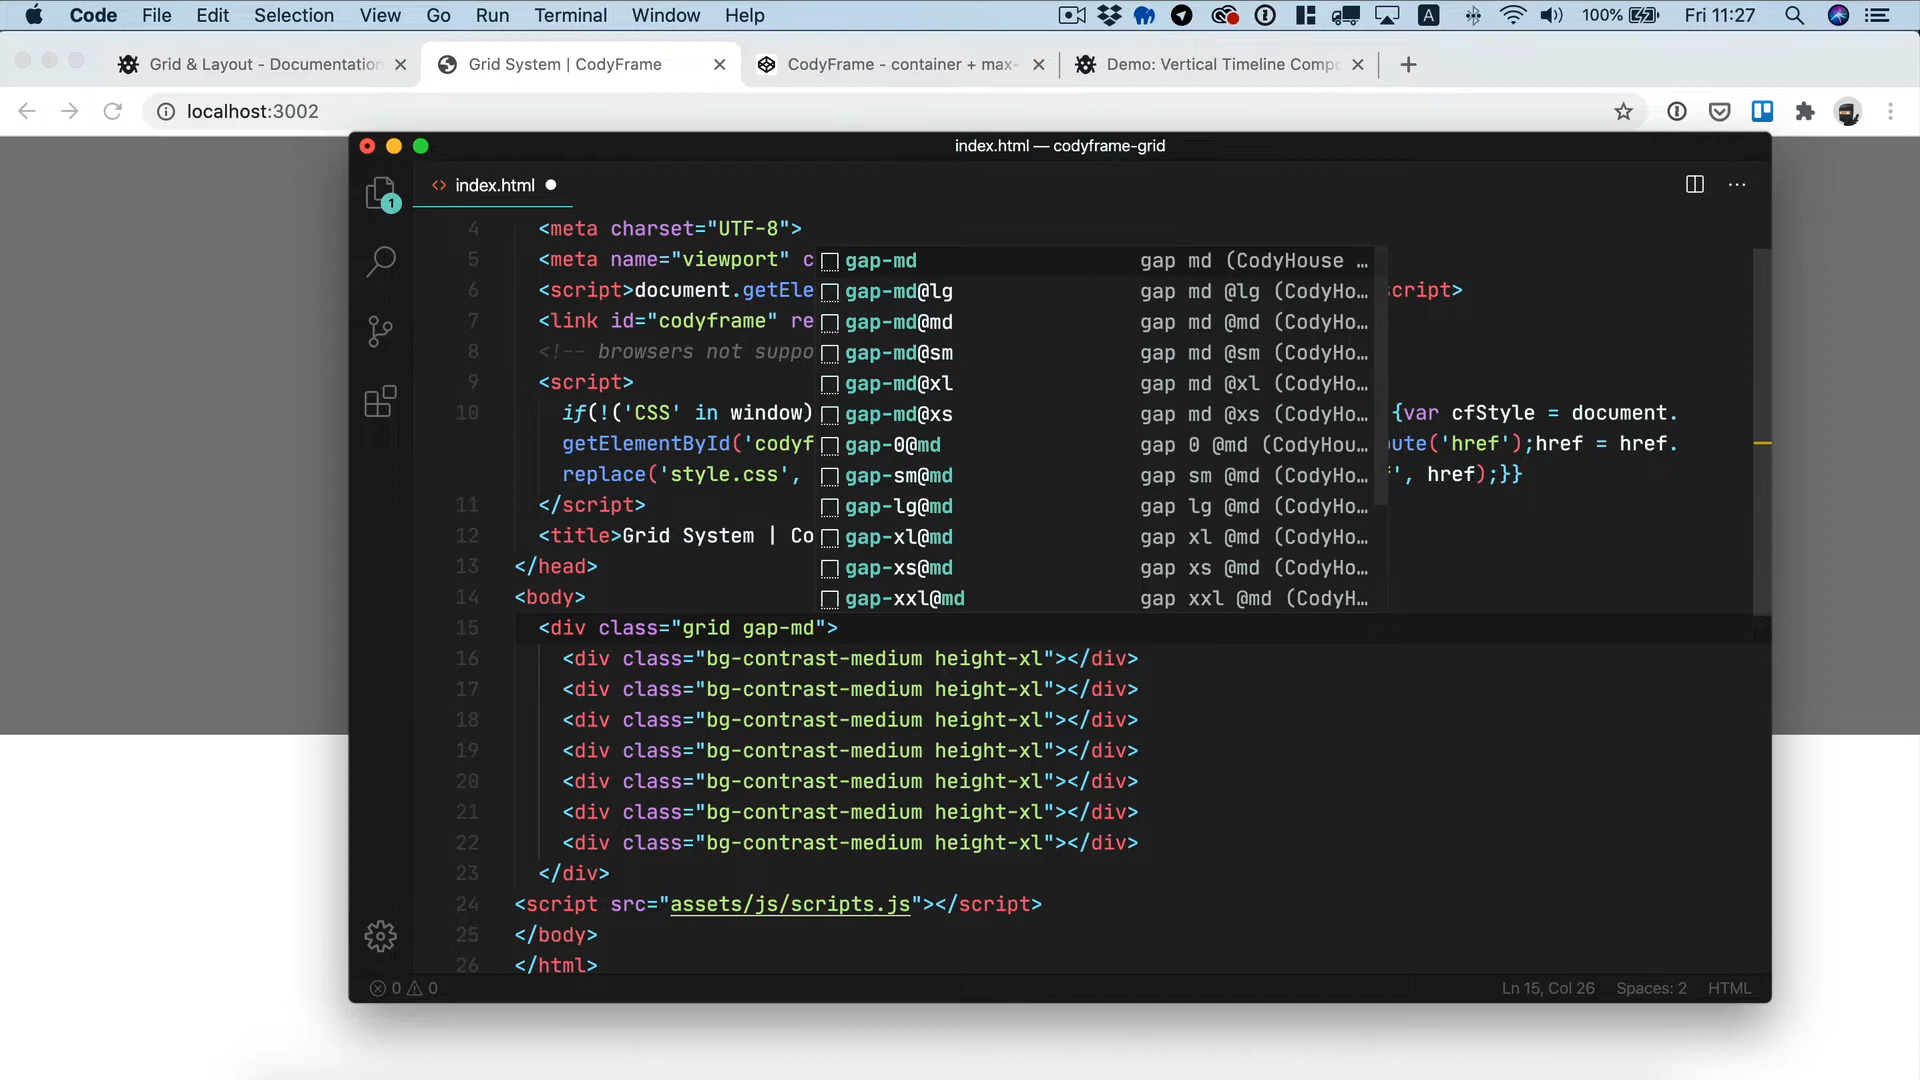 Code File Edit Selection View Go Run Terminal Window Help 100% Fri 11:27
Grid & Layout - Documentation Grid System | CodyFrame CodyFrame - container + max- Demo: Vertical Timeline Compo
localhost:3002
index.html — codyframe-grid
1
<> index.html
4 <meta charset="UTF-8">
5 <meta name="viewport" c
6 <script>document.getEle cript>
7 <link id="codyframe" re
8 <!-- browsers not suppo
9 <script>
10 if(!('CSS' in window) {var cfStyle = document.
getElementById('codyf ute('href');href = href.
replace('style.css', ', href);}}
11 </script>
12 <title>Grid System | Co
13 </head>
14 <body>
gap-md gap md (CodyHouse …
gap-md@lg gap md @lg (CodyHo…
gap-md@md gap md @md (CodyHo…
gap-md@sm gap md @sm (CodyHo…
gap-md@xl gap md @xl (CodyHo…
gap-md@xs gap md @xs (CodyHo…
gap-0@md gap 0 @md (CodyHou…
gap-sm@md gap sm @md (CodyHo…
gap-lg@md gap lg @md (CodyHo…
gap-xl@md gap xl @md (CodyHo…
gap-xs@md gap xs @md (CodyHo…
gap-xxl@md gap xxl @md (CodyH…
15 <div class="grid gap-md">
16 <div class="bg-contrast-medium height-xl"></div>
17 <div class="bg-contrast-medium height-xl"></div>
18 <div class="bg-contrast-medium height-xl"></div>
19 <div class="bg-contrast-medium height-xl"></div>
20 <div class="bg-contrast-medium height-xl"></div>
21 <div class="bg-contrast-medium height-xl"></div>
22 <div class="bg-contrast-medium height-xl"></div>
23 </div>
24 <script src="assets/js/scripts.js"></script>
25 </body>
26 </html>
0 0 Ln 15, Col 26 Spaces: 2 HTML